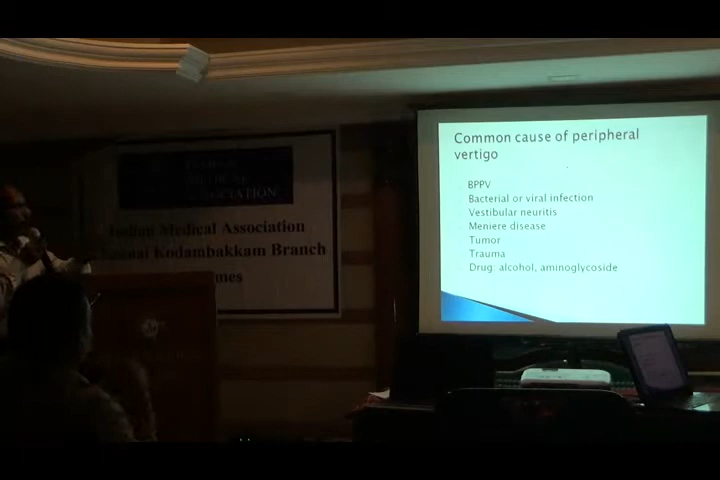 Common cause of peripheral
vertigo
BPPV
Bacterial or viral infection
Vestibular neuritis
Meniere disease
Tumor
Trauma
Drug: alcohol, aminoglycoside
ASSOCIATION
Indian Medical Association
Kodambakkam Branch